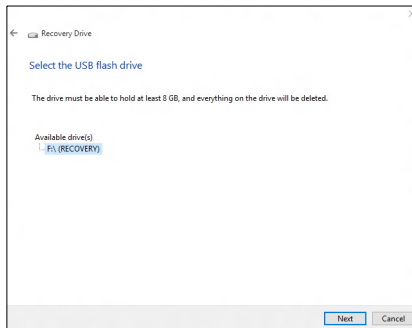 Recovery Drive
Select the USB flash drive
The drive must be able to hold at least 8 GB, and everything on the drive will be deleted.
Available drive(s)
F:\ (RECOVERY)
Next Cancel